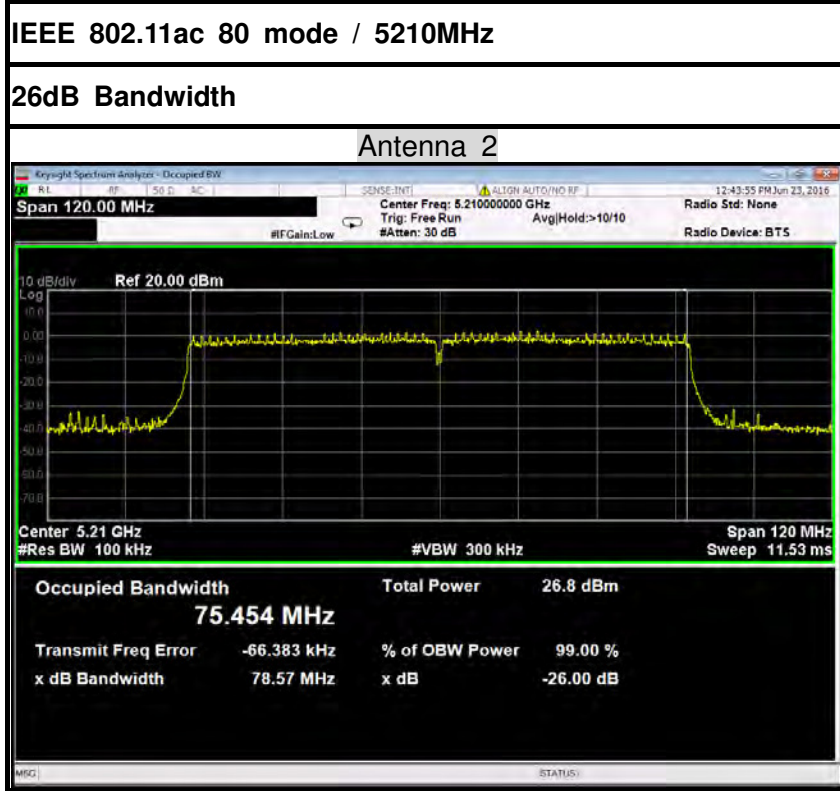 IEEE 802.11ac 80 mode / 5210MHz
26dB Bandwidth
Antenna 2
Keysight Spectrum Analyzer - Occupied BW
RL RF 50 Ω AC SENSE:INT ALIGN AUTO/NO RF 12:43:55 PM Jun 23, 2016
Span 120.00 MHz Center Freq: 5.210000000 GHz Radio Std: None
Trig: Free Run Avg|Hold:>10/10
#IFGain:Low #Atten: 30 dB Radio Device: BTS
10 dB/div Ref 20.00 dBm
Log
10.0
0.00
-10.0
-20.0
-30.0
-40.0
-50.0
-60.0
-70.0
Center 5.21 GHz Span 120 MHz
#Res BW 100 kHz #VBW 300 kHz Sweep 11.53 ms
Occupied Bandwidth Total Power 26.8 dBm
75.454 MHz
Transmit Freq Error -66.383 kHz % of OBW Power 99.00 %
x dB Bandwidth 78.57 MHz x dB -26.00 dB
MSG STATUS